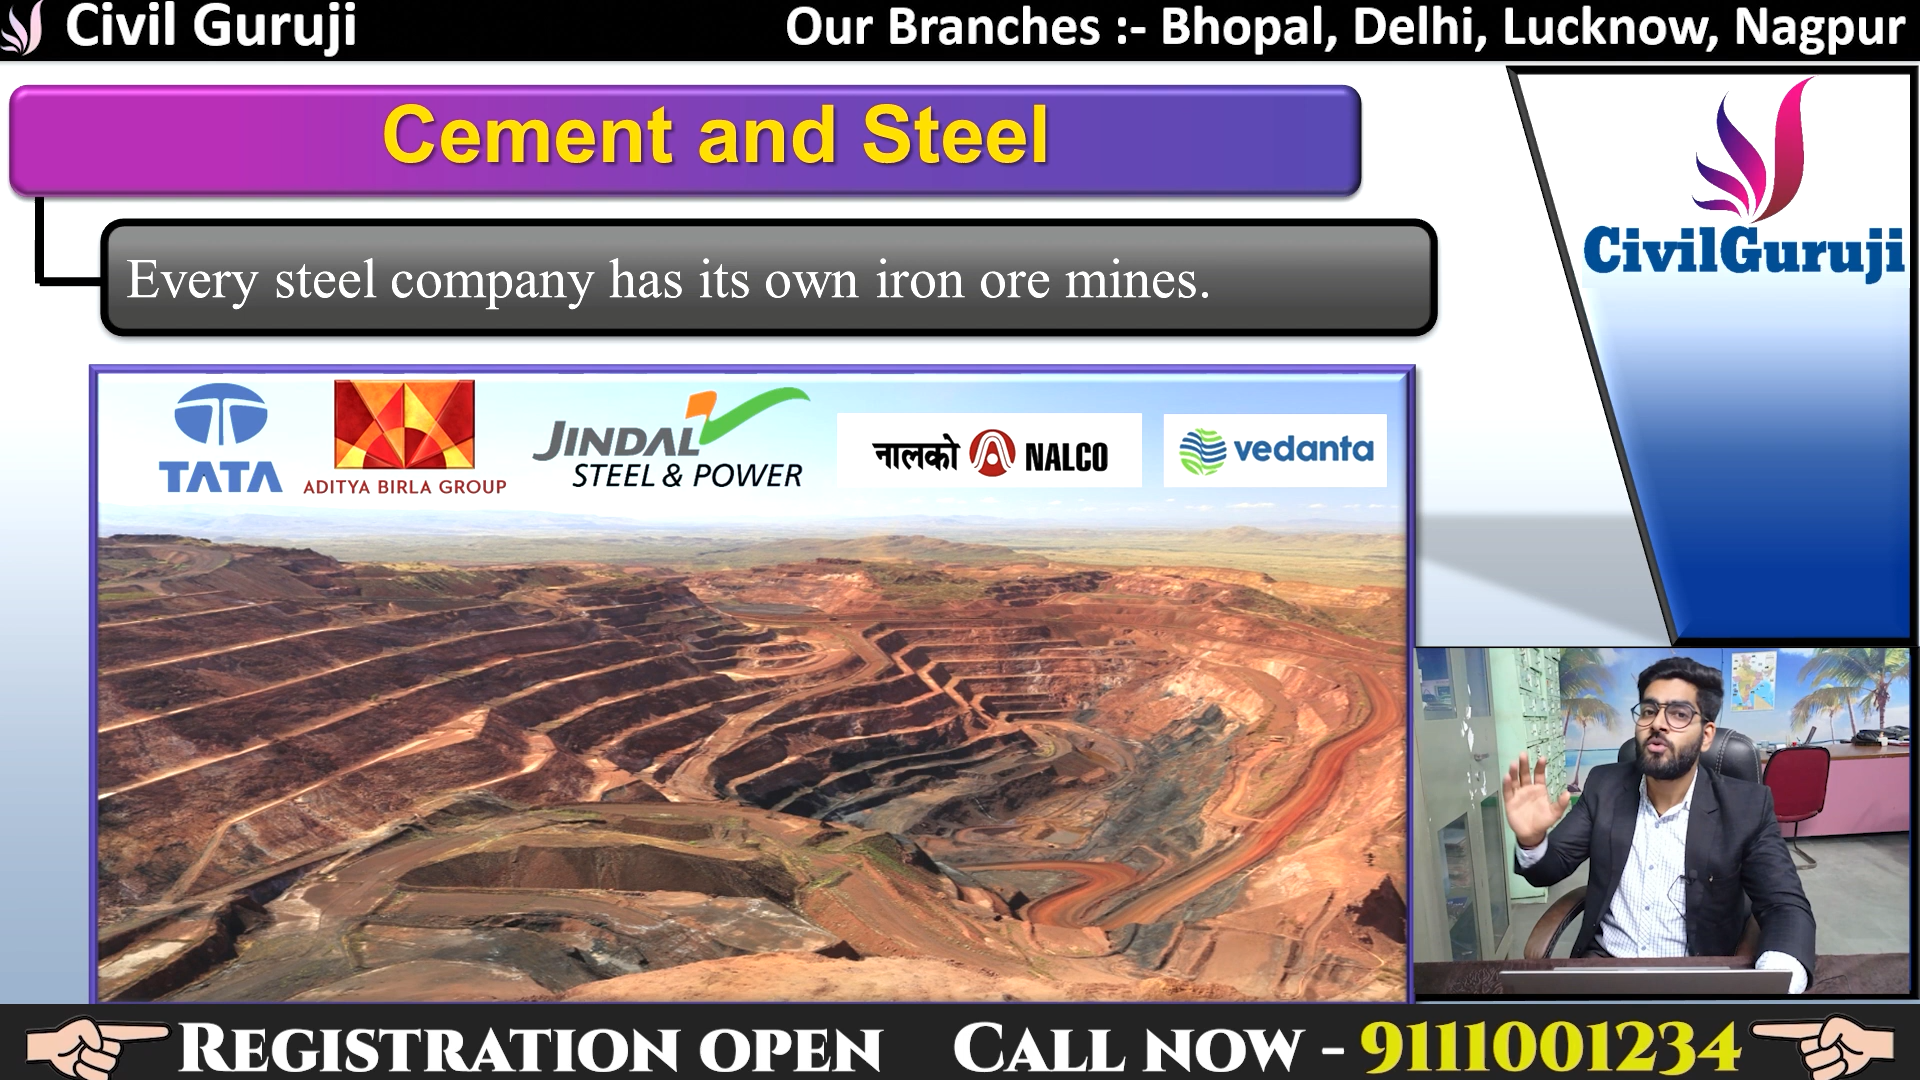 Civil Guruji
Our Branches :- Bhopal, Delhi, Lucknow, Nagpur
Cement and Steel
CivilGuruji
Every steel company has its own iron ore mines.
TATA
ADITYA BIRLA GROUP
JINDAL
STEEL & POWER
नालको NALCO
vedanta
REGISTRATION OPEN CALL NOW - 9111001234